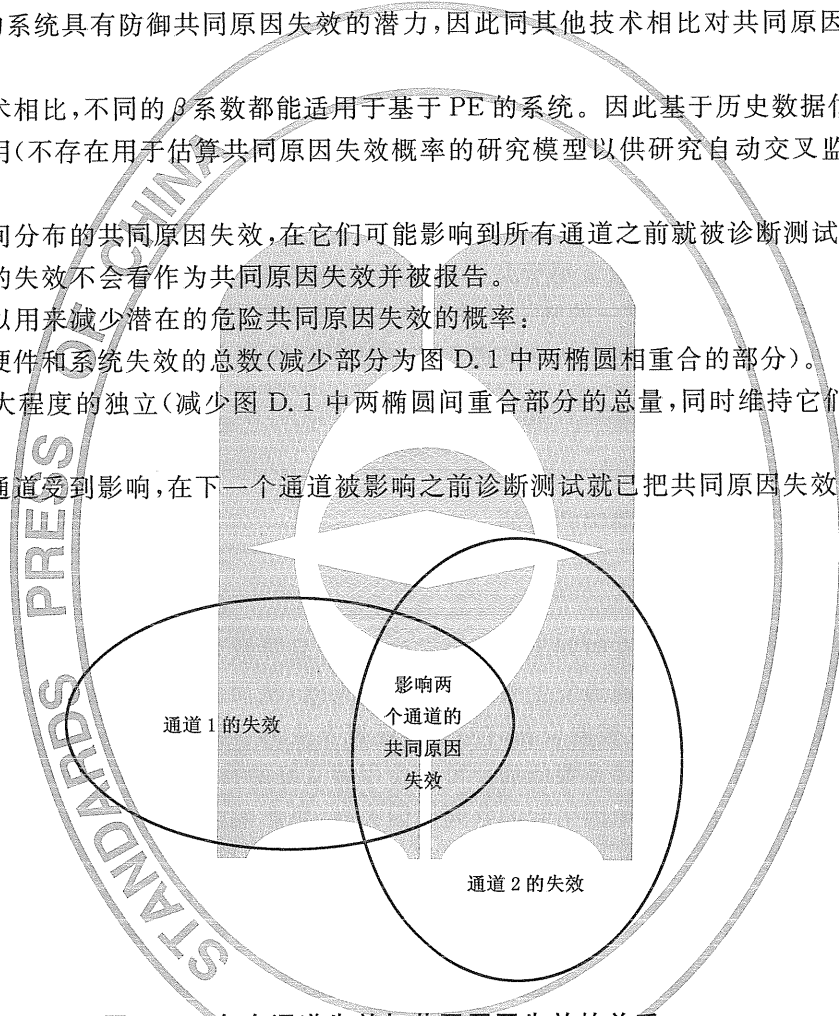 系统具有防御共同原因失效的潜力,因此同其他技术相比对共同原因
术相比,不同的β系数都能适用于基于 PE 的系统。因此基于历史数据
用(不存在用于估算共同原因失效概率的研究模型以供研究自动交叉监
间分布的共同原因失效,在它们可能影响到所有通道之前就被诊断测试
的失效不会看作为共同原因失效并被报告。
以用来减少潜在的危险共同原因失效的概率:
硬件和系统失效的总数(减少部分为图 D.1 中两椭圆相重合的部分)。
大程度的独立(减少图 D.1 中两椭圆间重合部分的总量,同时维持它们
通道受到影响,在下一个通道被影响之前诊断测试就已把共同原因失效
影响两
个通道的
共同原因
失效
通道 1 的失效
通道 2 的失效
STANDARDS PRESS OF CHINA